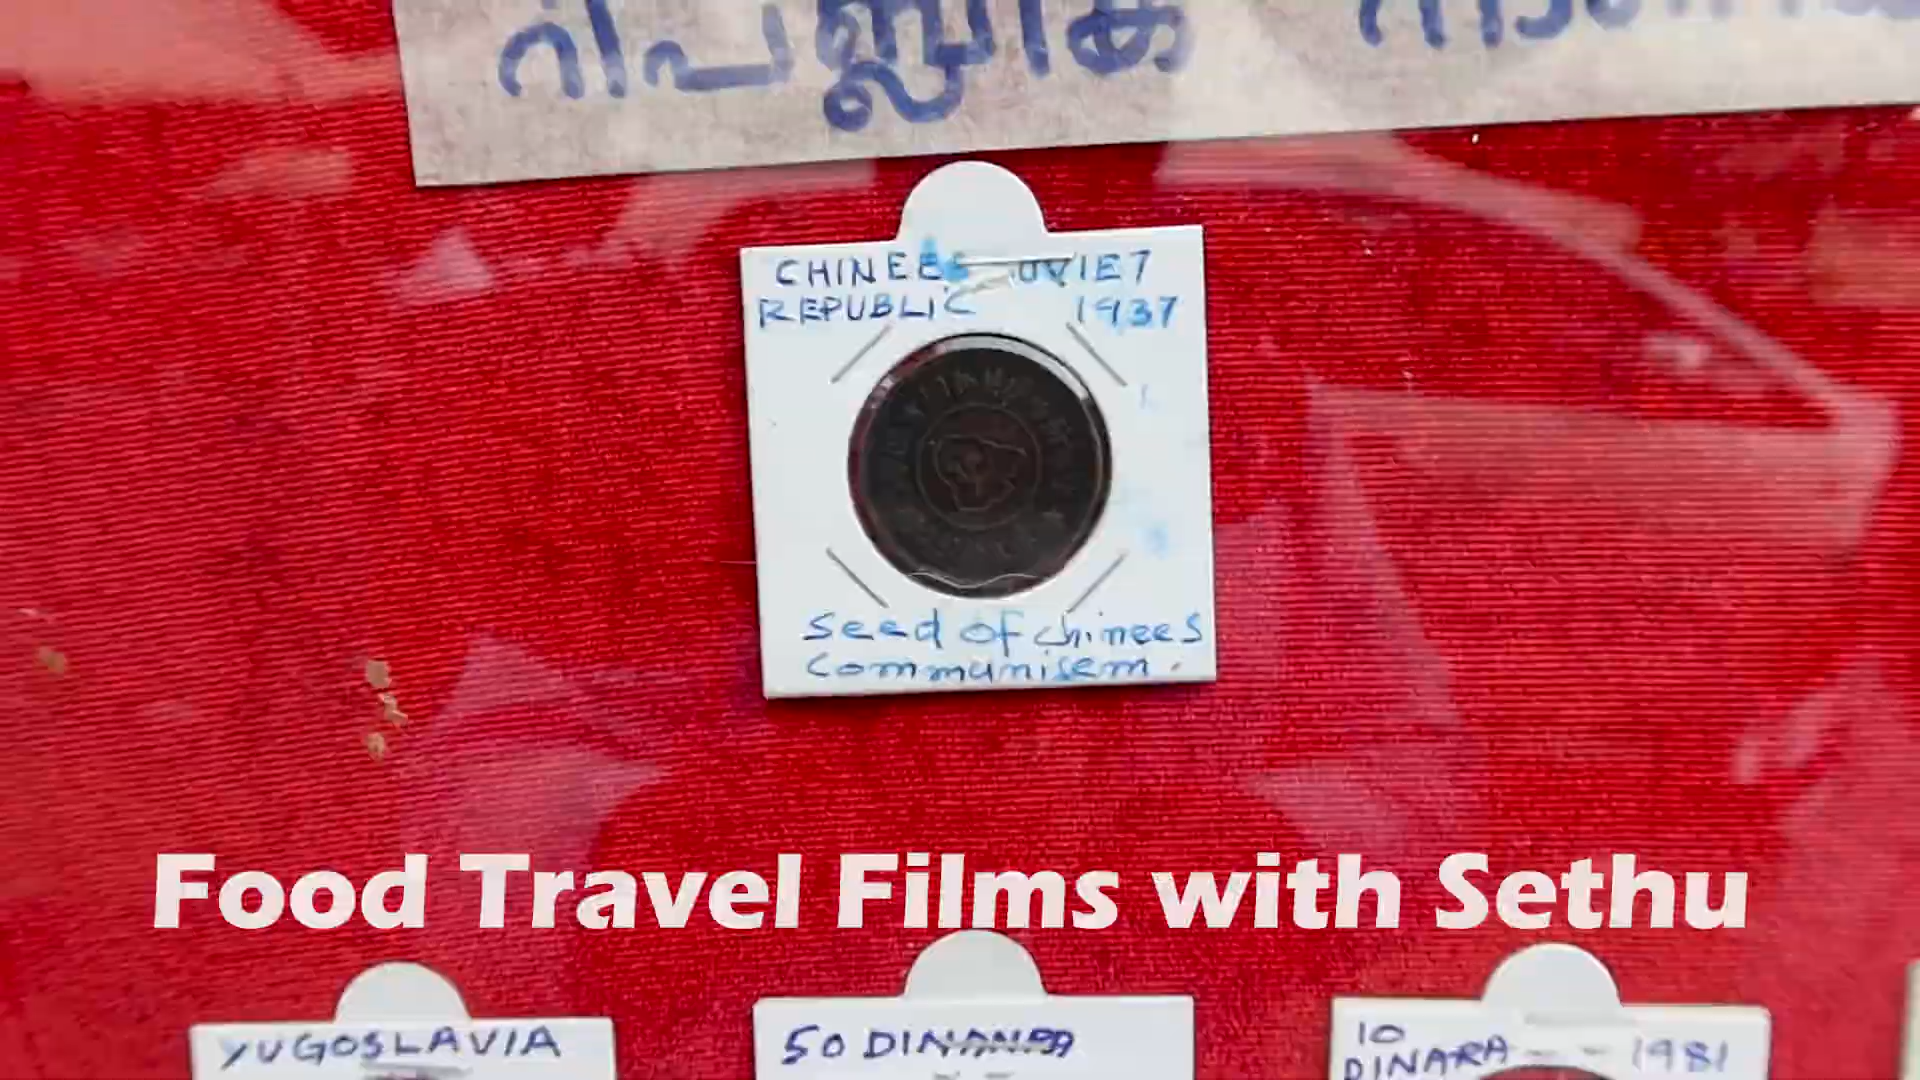 റിപ്പബ്ലിക്
CHINEES SOVIET
REPUBLIC 1937
Seed of chinees
communisem.
Food Travel Films with Sethu
YUGOSLAVIA
50 DINARA
10
DINARA -- 1981